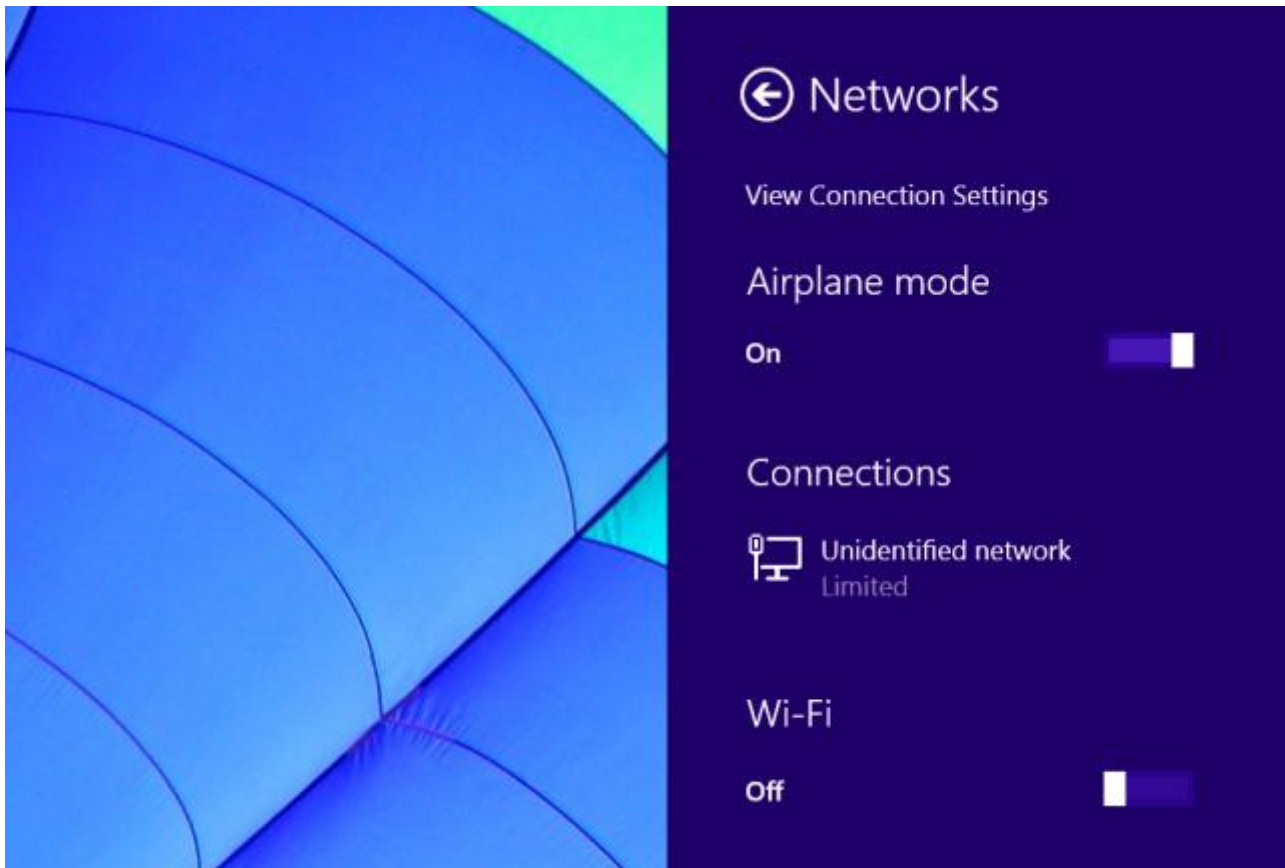 Networks
View Connection Settings
Airplane mode
On
Connections
Unidentified network
Limited
Wi-Fi
Off